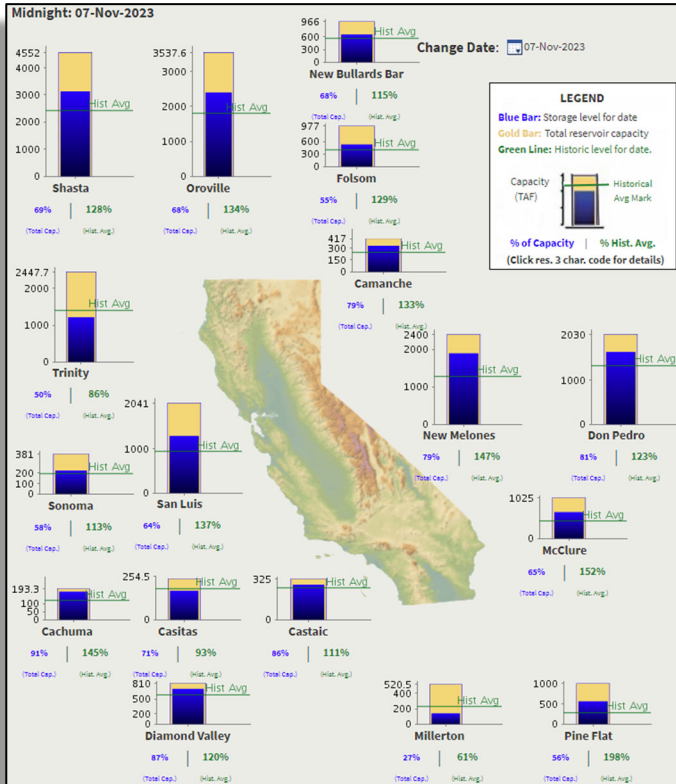 Midnight: 07-Nov-2023
Change Date: 07-Nov-2023
LEGEND
Blue Bar: Storage level for date
Gold Bar: Total reservoir capacity
Green Line: Historic level for date.
Capacity
(TAF)
Historical
Avg Mark
% of Capacity | % Hist. Avg.
(Click res. 3 char. code for details)
4552
4000
3000
2000
1000
0
Hist Avg
Shasta
69% | 128%
(Total Cap.) (Hist. Avg.)
3537.6
3000
2000
1000
0
Hist Avg
Oroville
68% | 134%
(Total Cap.) (Hist. Avg.)
966
600
300
0
Hist Avg
New Bullards Bar
68% | 115%
(Total Cap.) (Hist. Avg.)
977
600
300
0
Hist Avg
Folsom
55% | 129%
(Total Cap.) (Hist. Avg.)
417
300
150
0
Hist Avg
Camanche
79% | 133%
(Total Cap.) (Hist. Avg.)
2447.7
2000
1000
0
Hist Avg
Trinity
50% | 86%
(Total Cap.) (Hist. Avg.)
2400
2000
1000
0
Hist Avg
New Melones
79% | 147%
(Total Cap.) (Hist. Avg.)
2030
1000
0
Hist Avg
Don Pedro
81% | 123%
(Total Cap.) (Hist. Avg.)
381
200
100
0
Hist Avg
Sonoma
58% | 113%
(Total Cap.) (Hist. Avg.)
2041
1000
0
Hist Avg
San Luis
64% | 137%
(Total Cap.) (Hist. Avg.)
1025
0
Hist Avg
McClure
65% | 152%
(Total Cap.) (Hist. Avg.)
193.3
100
50
0
Hist Avg
Cachuma
91% | 145%
(Total Cap.) (Hist. Avg.)
254.5
0
Hist Avg
Casitas
71% | 93%
(Total Cap.) (Hist. Avg.)
325
0
Hist Avg
Castaic
86% | 111%
(Total Cap.) (Hist. Avg.)
810
500
200
0
Hist Avg
Diamond Valley
87% | 120%
(Total Cap.) (Hist. Avg.)
520.5
400
200
0
Hist Avg
Millerton
27% | 61%
(Total Cap.) (Hist. Avg.)
1000
500
0
Hist Avg
Pine Flat
56% | 198%
(Total Cap.) (Hist. Avg.)